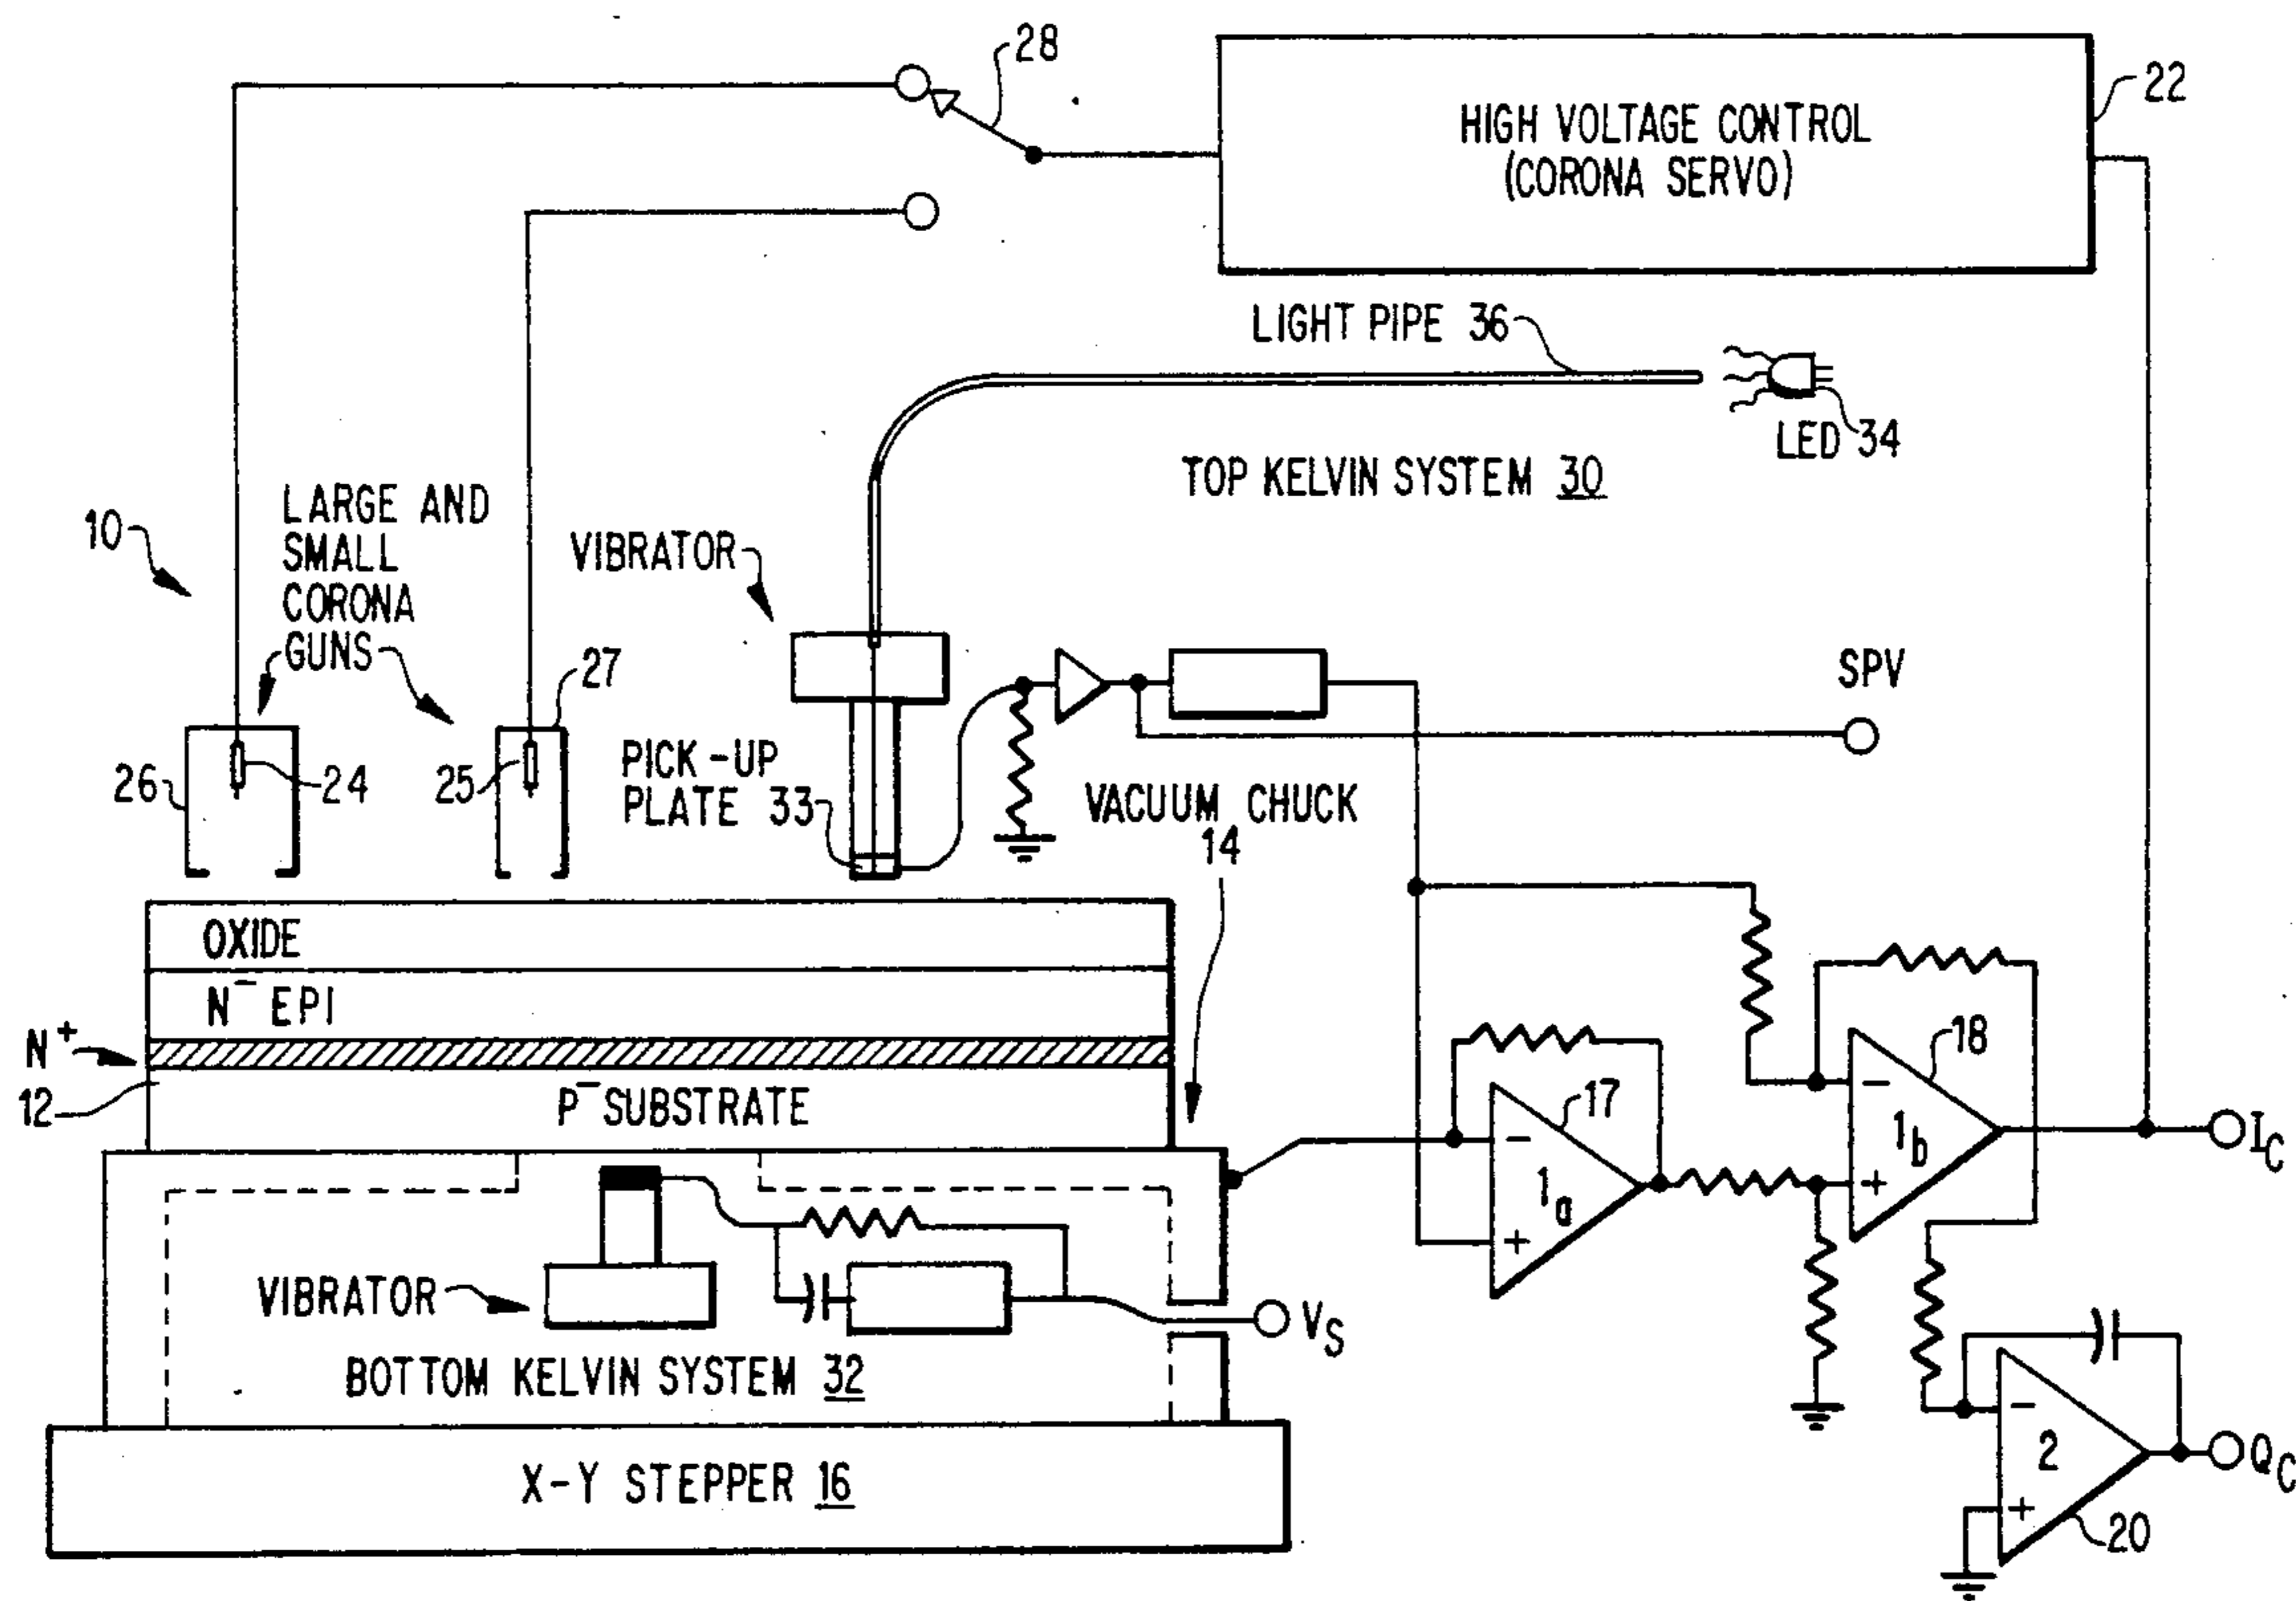 28
22
HIGH VOLTAGE CONTROL
(CORONA SERVO)
LIGHT PIPE 36
LED 34
TOP KELVIN SYSTEM 30
10
LARGE AND
SMALL
CORONA
GUNS
VIBRATOR
27
SPV
26
24
25
PICK-UP
PLATE 33
VACUUM CHUCK
14
OXIDE
N⁻ EPI
N⁺
12
P⁻ SUBSTRATE
17
18
−
1a
+
−
1b
+
I_C
VIBRATOR
V_S
BOTTOM KELVIN SYSTEM 32
X-Y STEPPER 16
−
2
+
Q_C
20